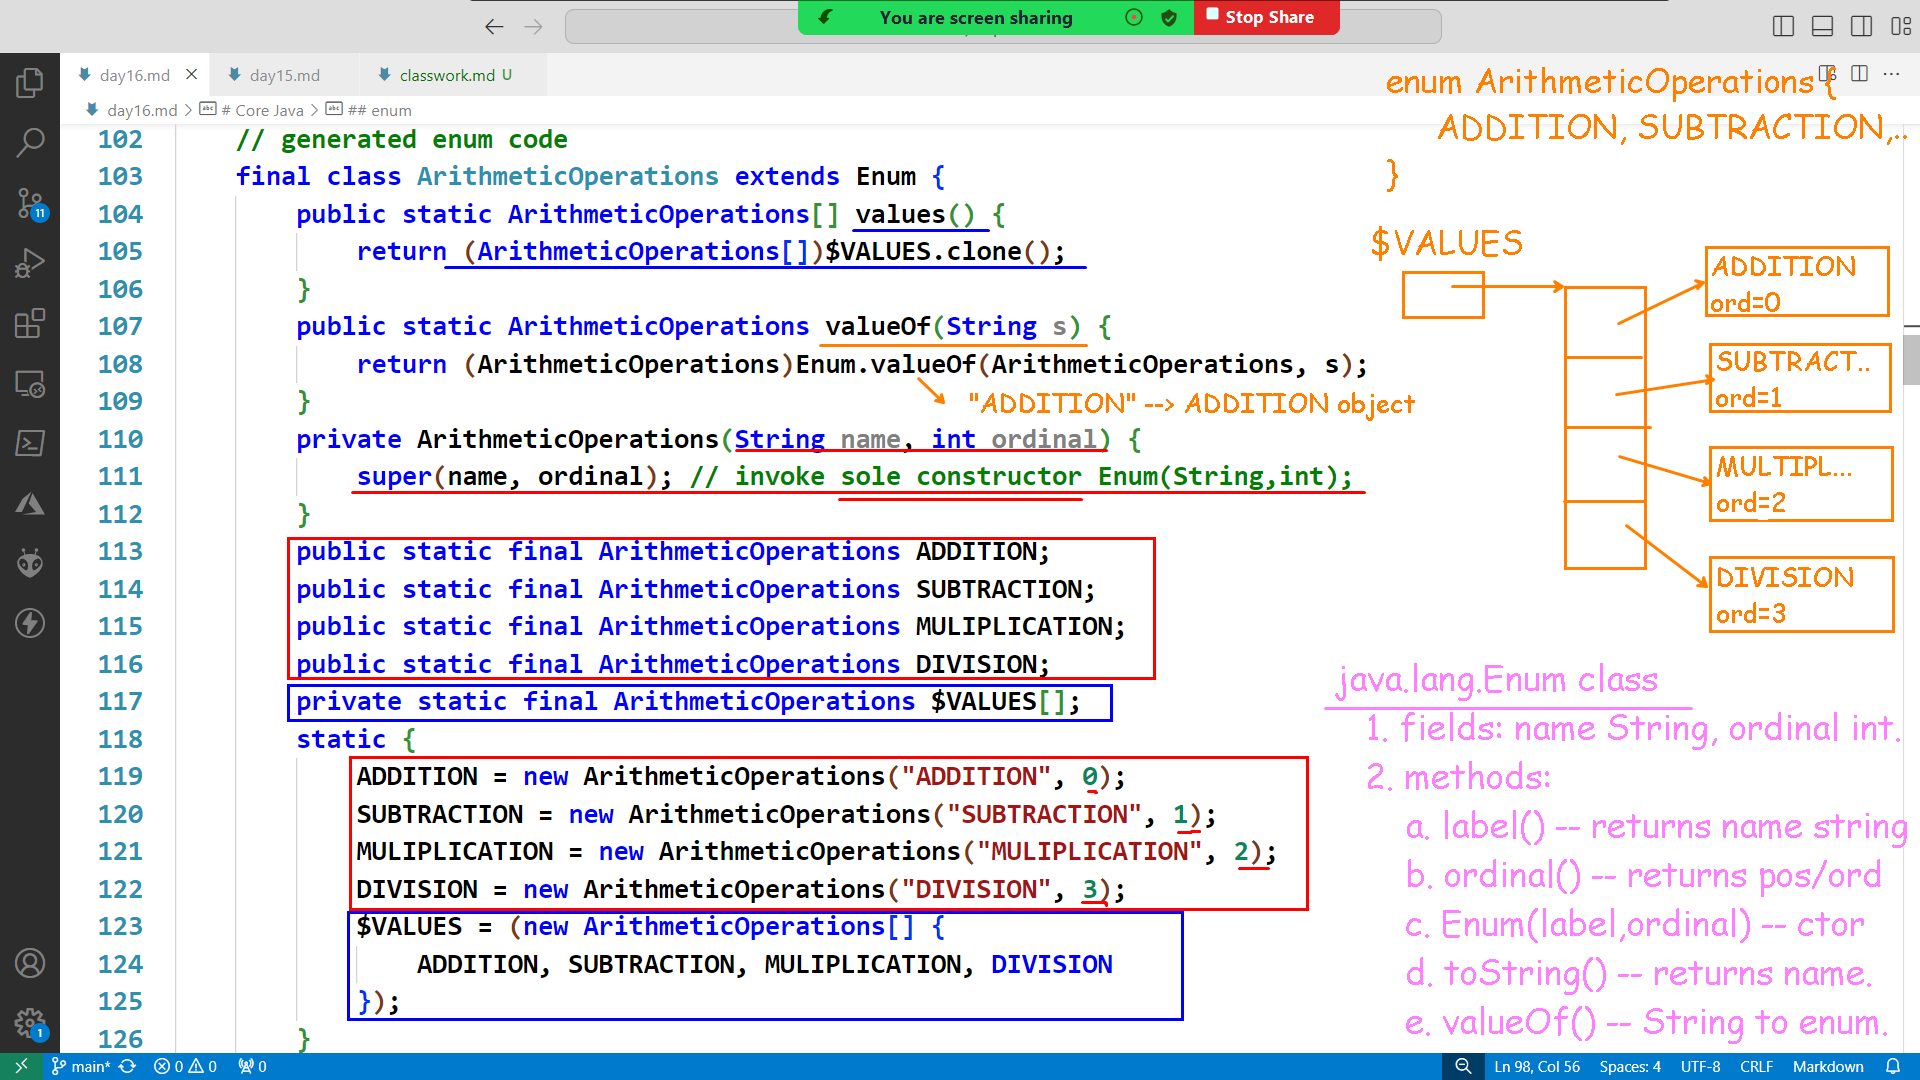 You are screen sharing
Stop Share
day16.md
day15.md
classwork.md U
day16.md > # Core Java > ## enum
102 // generated enum code
103 final class ArithmeticOperations extends Enum {
104 public static ArithmeticOperations[] values() {
105 return (ArithmeticOperations[])$VALUES.clone();
106 }
107 public static ArithmeticOperations valueOf(String s) {
108 return (ArithmeticOperations)Enum.valueOf(ArithmeticOperations, s);
109 }
"ADDITION" --> ADDITION object
110 private ArithmeticOperations(String name, int ordinal) {
111 super(name, ordinal); // invoke sole constructor Enum(String,int);
112 }
113 public static final ArithmeticOperations ADDITION;
114 public static final ArithmeticOperations SUBTRACTION;
115 public static final ArithmeticOperations MULIPLICATION;
116 public static final ArithmeticOperations DIVISION;
117 private static final ArithmeticOperations $VALUES[];
118 static {
119 ADDITION = new ArithmeticOperations("ADDITION", 0);
120 SUBTRACTION = new ArithmeticOperations("SUBTRACTION", 1);
121 MULIPLICATION = new ArithmeticOperations("MULIPLICATION", 2);
122 DIVISION = new ArithmeticOperations("DIVISION", 3);
123 $VALUES = (new ArithmeticOperations[] {
124 ADDITION, SUBTRACTION, MULIPLICATION, DIVISION
125 });
126 }
enum ArithmeticOperations {
ADDITION, SUBTRACTION,..
}
$VALUES
ADDITION
ord=0
SUBTRACT..
ord=1
MULTIPL...
ord=2
DIVISION
ord=3
java.lang.Enum class
1. fields: name String, ordinal int.
2. methods:
a. label() -- returns name string
b. ordinal() -- returns pos/ord
c. Enum(label,ordinal) -- ctor
d. toString() -- returns name.
e. valueOf() -- String to enum.
11
1
main* 0 0 0
Ln 98, Col 56 Spaces: 4 UTF-8 CRLF Markdown